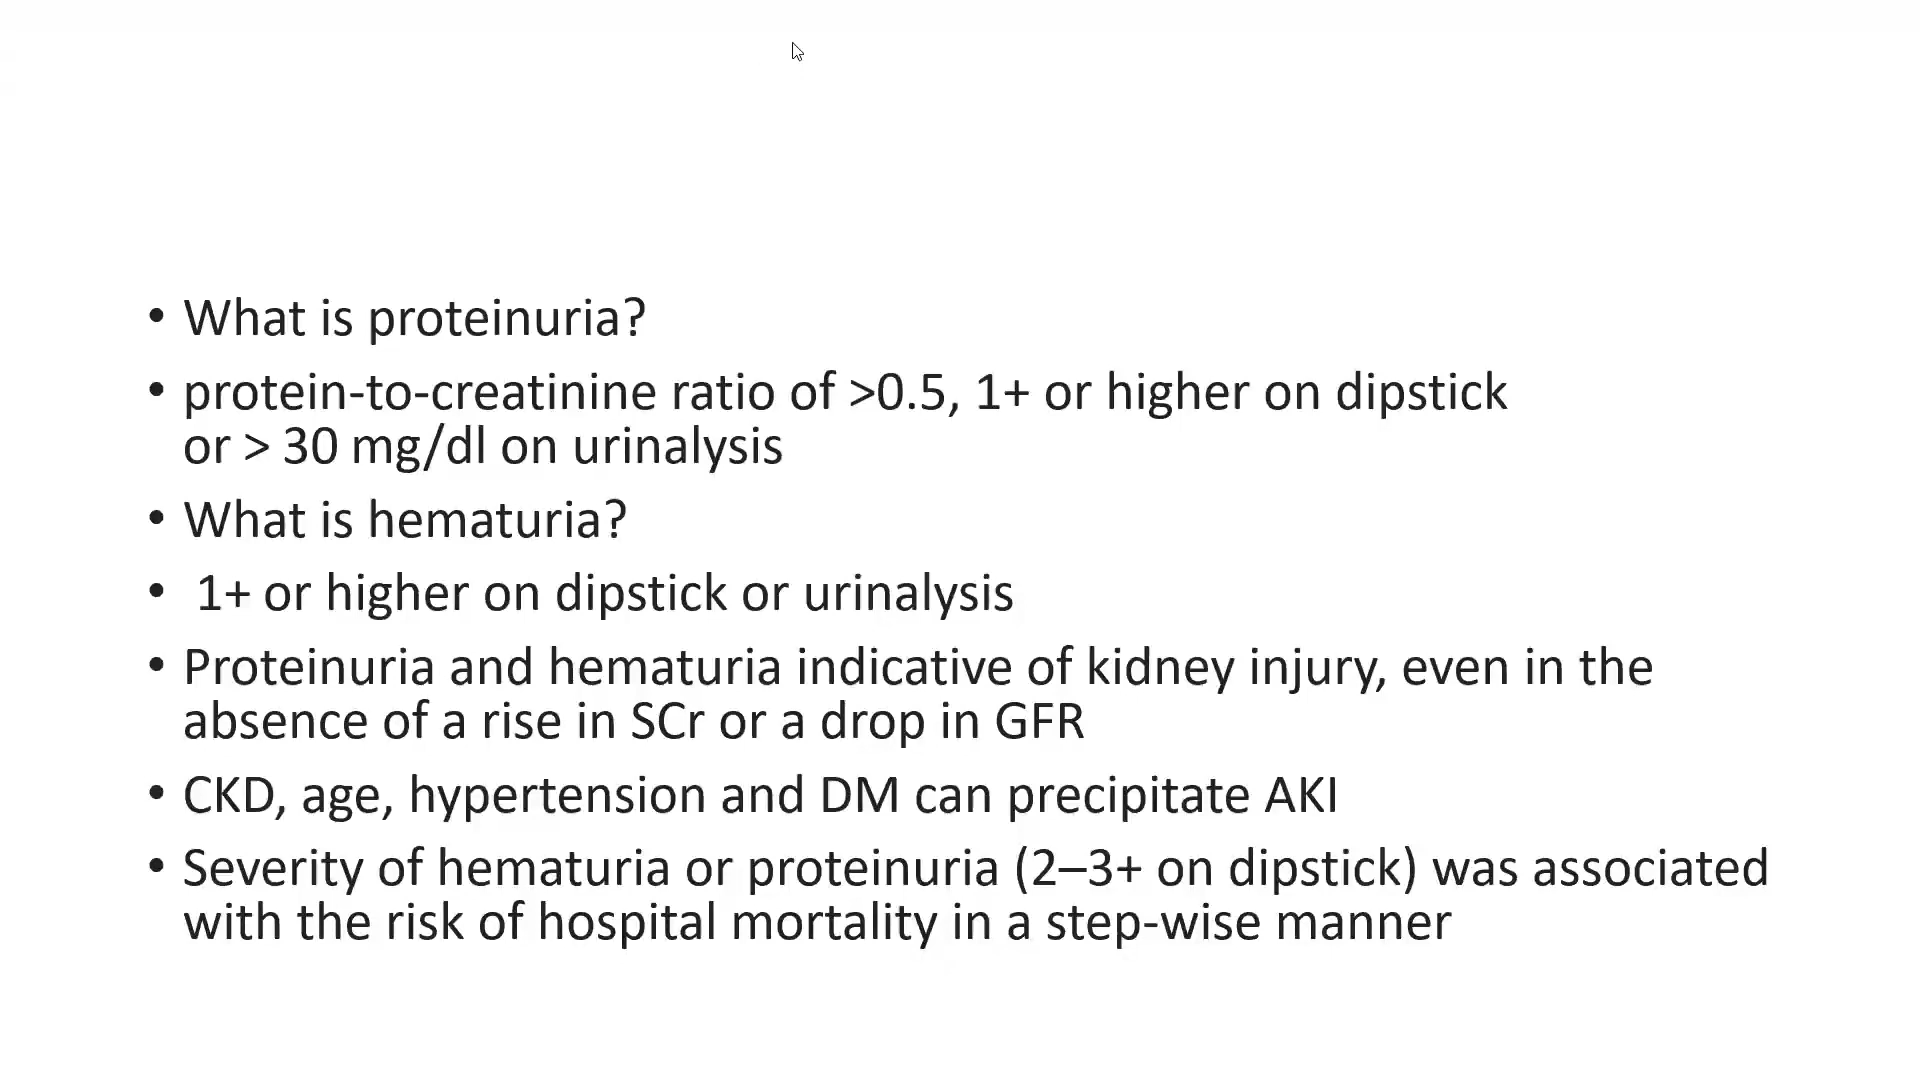 • What is proteinuria?
• protein-to-creatinine ratio of >0.5, 1+ or higher on dipstick
or > 30 mg/dl on urinalysis
• What is hematuria?
• 1+ or higher on dipstick or urinalysis
• Proteinuria and hematuria indicative of kidney injury, even in the
absence of a rise in SCr or a drop in GFR
• CKD, age, hypertension and DM can precipitate AKI
• Severity of hematuria or proteinuria (2–3+ on dipstick) was associated
with the risk of hospital mortality in a step-wise manner